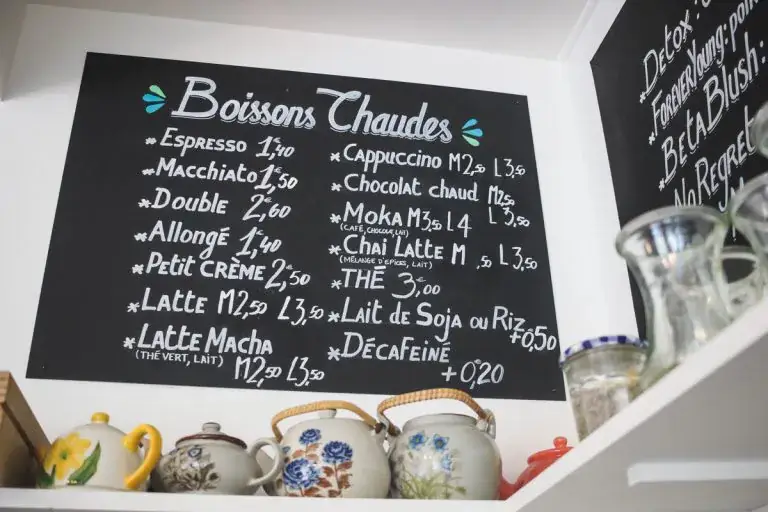 Boissons Chaudes
* Espresso 1€,40
* Macchiato 1€,50
* Double 2€,60
* Allongé 1€,40
* Petit crème 2€,50
* Latte M2,50 L3,50
* Latte Macha
(Thé vert, lait)
M2,50 L3,50
* Cappuccino M2,50 L3,50
* Chocolat chaud M2,50
L3,50
* Moka M3,50 L4
(Café, chocolat, lait)
* Chai Latte M ,50 L3,50
(Mélange d'épices, lait)
* Thé 3€,00
* Lait de Soja ou Riz
+0,50
* Décafeiné
+0€,20
* Detox :
* ForeverYoung :
* BetaBlush :
* NoRegret